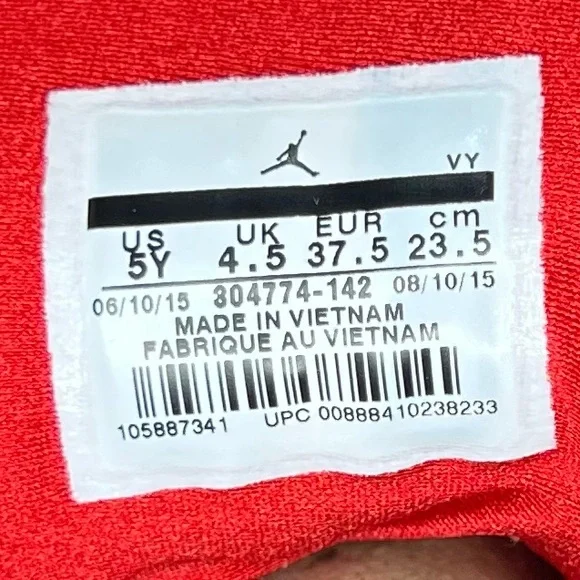 VY
US UK EUR cm
5Y 4.5 37.5 23.5
06/10/15 304774-142 08/10/15
MADE IN VIETNAM
FABRIQUE AU VIETNAM
105887341 UPC 00888410238233